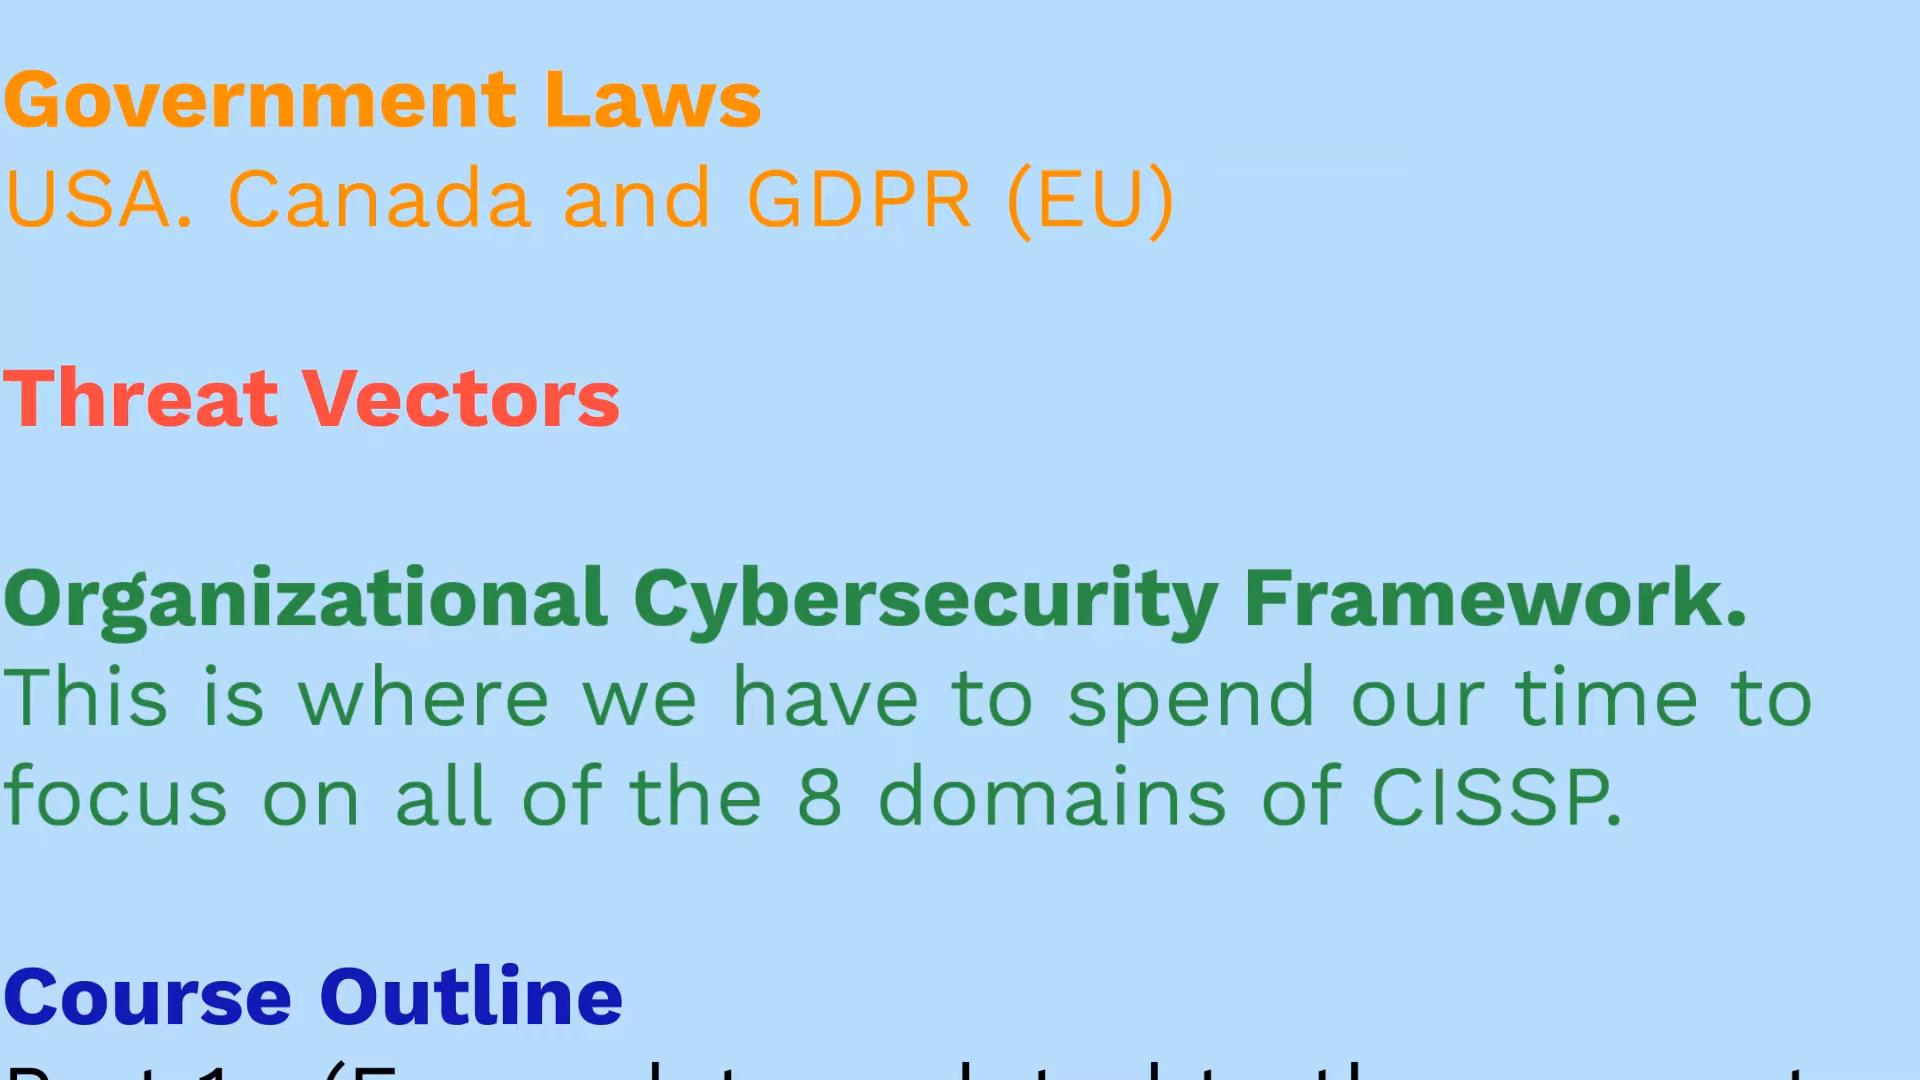 Government Laws
USA. Canada and GDPR (EU)
Threat Vectors
Organizational Cybersecurity Framework.
This is where we have to spend our time to
focus on all of the 8 domains of CISSP.
Course Outline